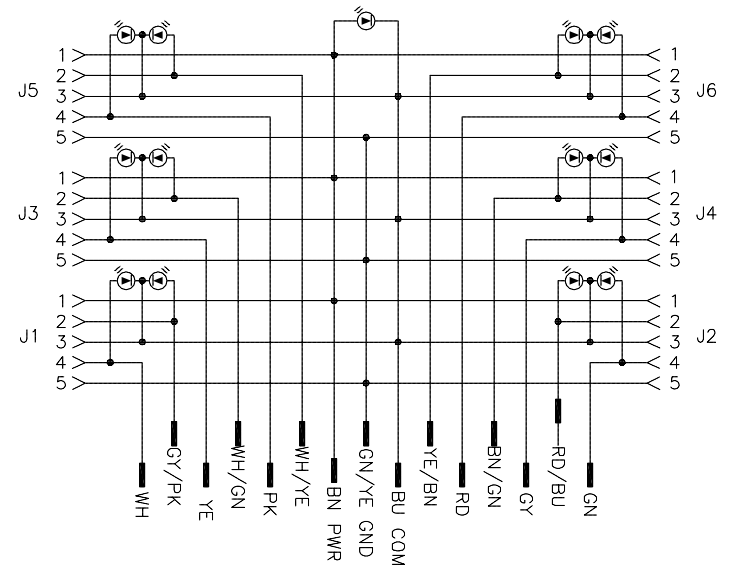 1 1
2 2
J5 3 3 J6
4 4
5 5
1 1
2 2
J3 3 3 J4
4 4
5 5
1 1
2 2
J1 3 3 J2
4 4
5 5
WH
GY/PK
YE
WH/GN
PK
WH/YE
BN PWR
GN/YE GND
BU COM
YE/BN
RD
BN/GN
GY
RD/BU
GN